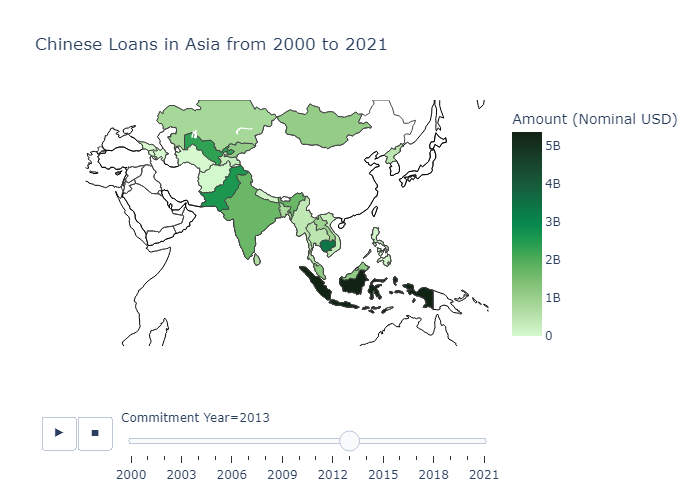 Chinese Loans in Asia from 2000 to 2021
Amount (Nominal USD)
5B
4B
3B
2B
1B
0
Commitment Year=2013
2000 2003 2006 2009 2012 2015 2018 2021